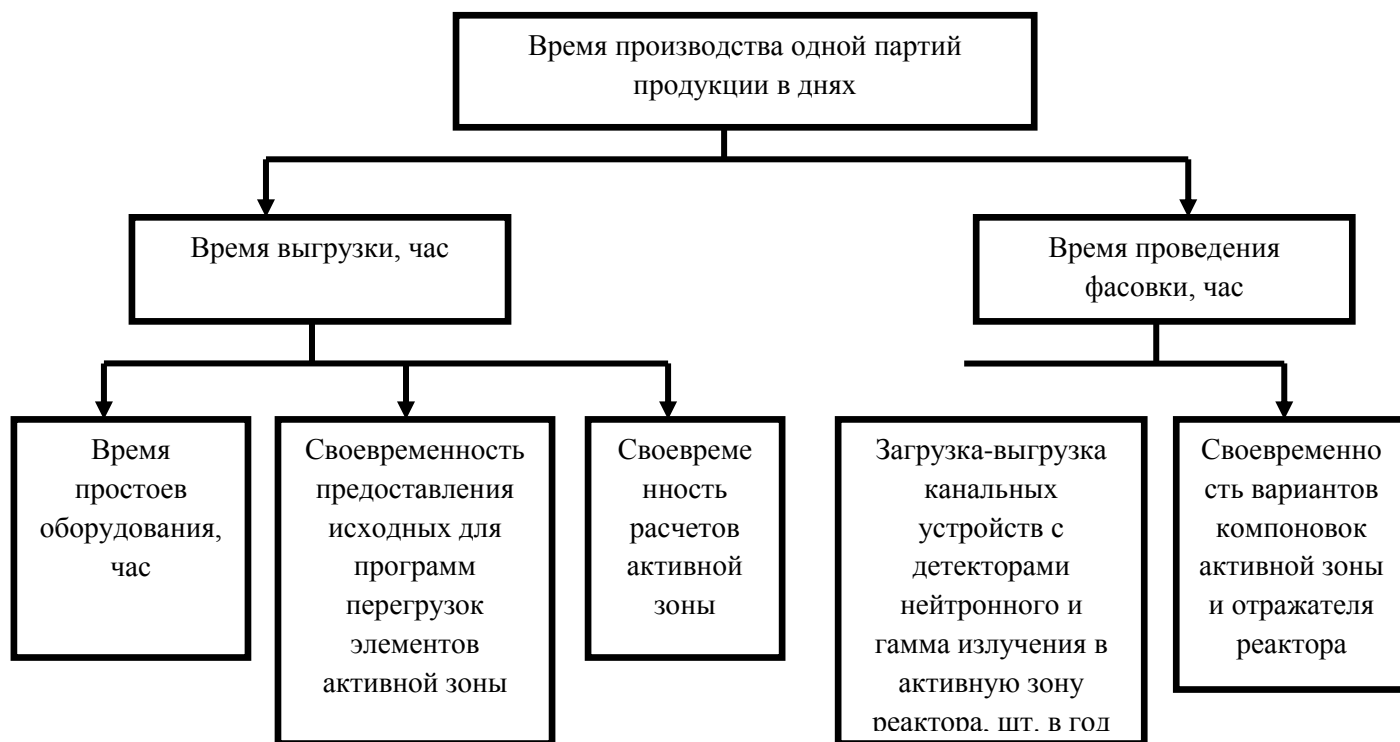 Время производства одной партий
продукции в днях
Время выгрузки, час
Время проведения
фасовки, час
Время
простоев
оборудования,
час
Своевременность
предоставления
исходных для
программ
перегрузок
элементов
активной зоны
Своевреме
нность
расчетов
активной
зоны
Загрузка-выгрузка
канальных
устройств с
детекторами
нейтронного и
гамма излучения в
активную зону
реактора, шт. в год
Своевременно
сть вариантов
компоновок
активной зоны
и отражателя
реактора